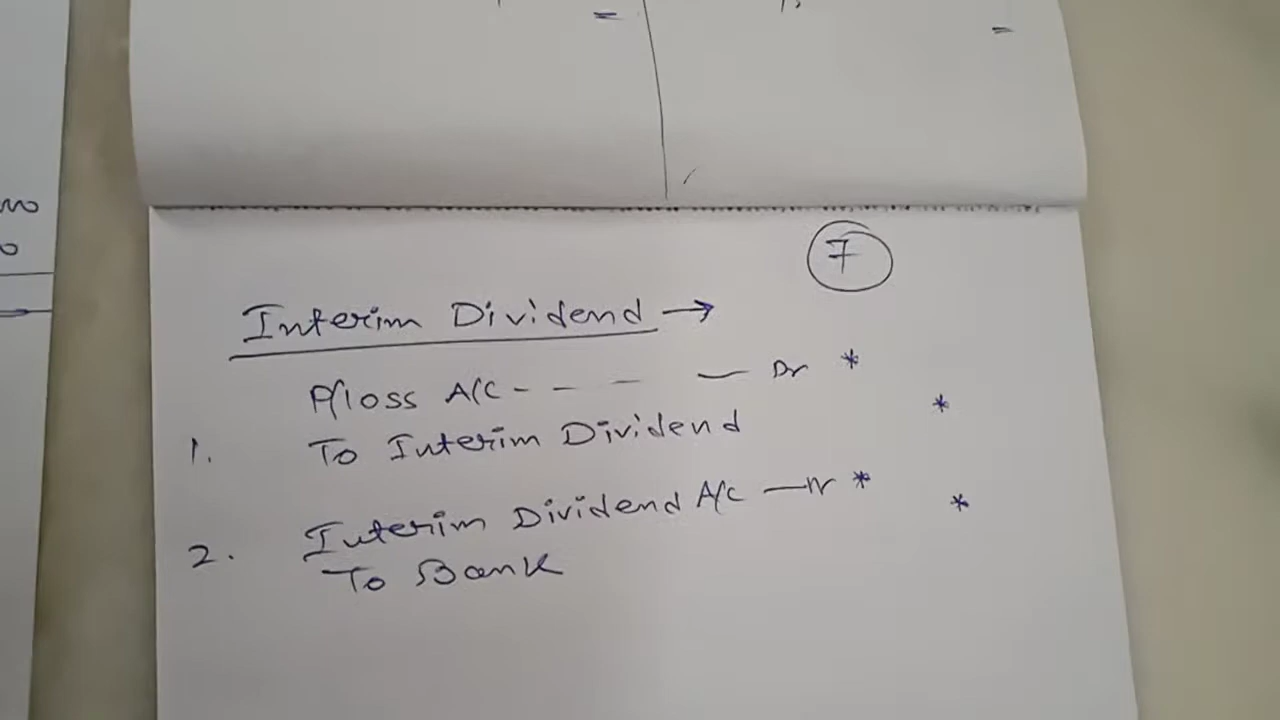 7
Interim Dividend →
P/loss A/C - - - — Dr *
1. To Interim Dividend *
2. Interim Dividend A/C — Dr *
To Bank *